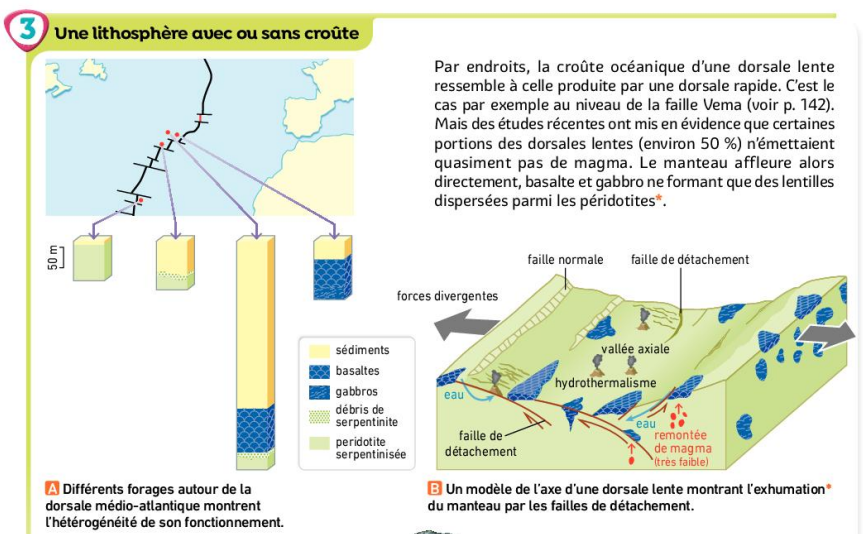 3 Une lithosphère avec ou sans croûte
Par endroits, la croûte océanique d'une dorsale lente
ressemble à celle produite par une dorsale rapide. C'est le
cas par exemple au niveau de la faille Vema (voir p. 142).
Mais des études récentes ont mis en évidence que certaines
portions des dorsales lentes (environ 50 %) n'émettaient
quasiment pas de magma. Le manteau affleure alors
directement, basalte et gabbro ne formant que des lentilles
dispersées parmi les péridotites*.
50 m
sédiments
basaltes
gabbros
débris de
serpentinite
peridotite
serpentinisée
A Différents forages autour de la
dorsale médio-atlantique montrent
l'hétérogénéité de son fonctionnement.
faille normale
faille de détachement
forces divergentes
vallée axiale
hydrothermalisme
eau
eau
faille de
détachement
remontée
de magma
(très faible)
B Un modèle de l'axe d'une dorsale lente montrant l'exhumation*
du manteau par les failles de détachement.